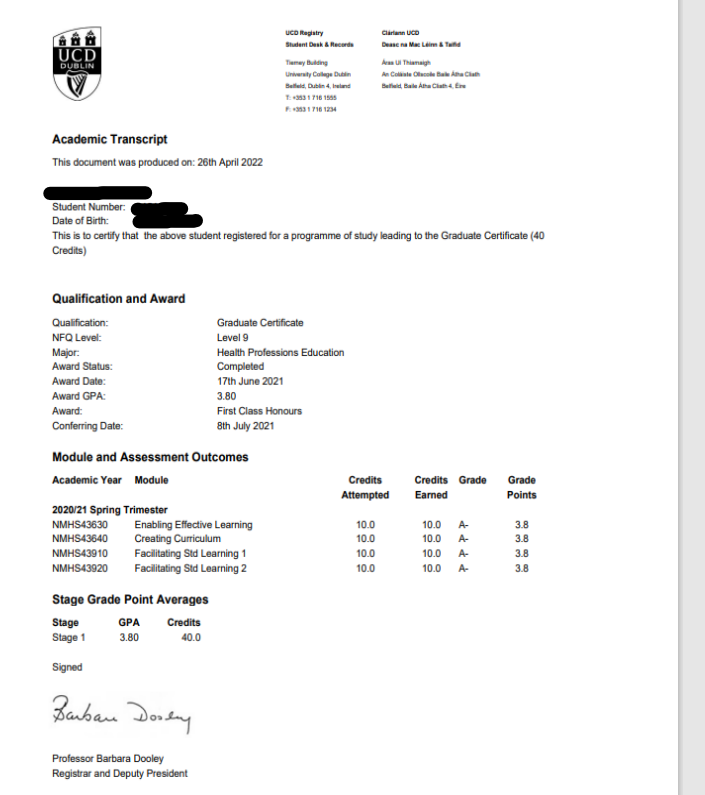 UCD
DUBLIN
UCD Registry
Student Desk & Records
Tierney Building
University College Dublin
Belfield, Dublin 4, Ireland
T: +353 1 716 1555
F: +353 1 716 1234
Clárlann UCD
Deasc na Mac Léinn & Taifid
Áras Uí Thiarnaigh
An Coláiste Ollscoile Baile Átha Cliath
Belfield, Baile Átha Cliath 4, Éire
Academic Transcript
This document was produced on: 26th April 2022
Student Number:
Date of Birth:
This is to certify that the above student registered for a programme of study leading to the Graduate Certificate (40
Credits)
Qualification and Award
Qualification: Graduate Certificate
NFQ Level: Level 9
Major: Health Professions Education
Award Status: Completed
Award Date: 17th June 2021
Award GPA: 3.80
Award: First Class Honours
Conferring Date: 8th July 2021
Module and Assessment Outcomes
Academic Year Module Credits Credits Grade Grade
Attempted Earned Points
2020/21 Spring Trimester
NMHS43630 Enabling Effective Learning 10.0 10.0 A- 3.8
NMHS43640 Creating Curriculum 10.0 10.0 A- 3.8
NMHS43910 Facilitating Std Learning 1 10.0 10.0 A- 3.8
NMHS43920 Facilitating Std Learning 2 10.0 10.0 A- 3.8
Stage Grade Point Averages
Stage GPA Credits
Stage 1 3.80 40.0
Signed
Barbara Dooley
Professor Barbara Dooley
Registrar and Deputy President